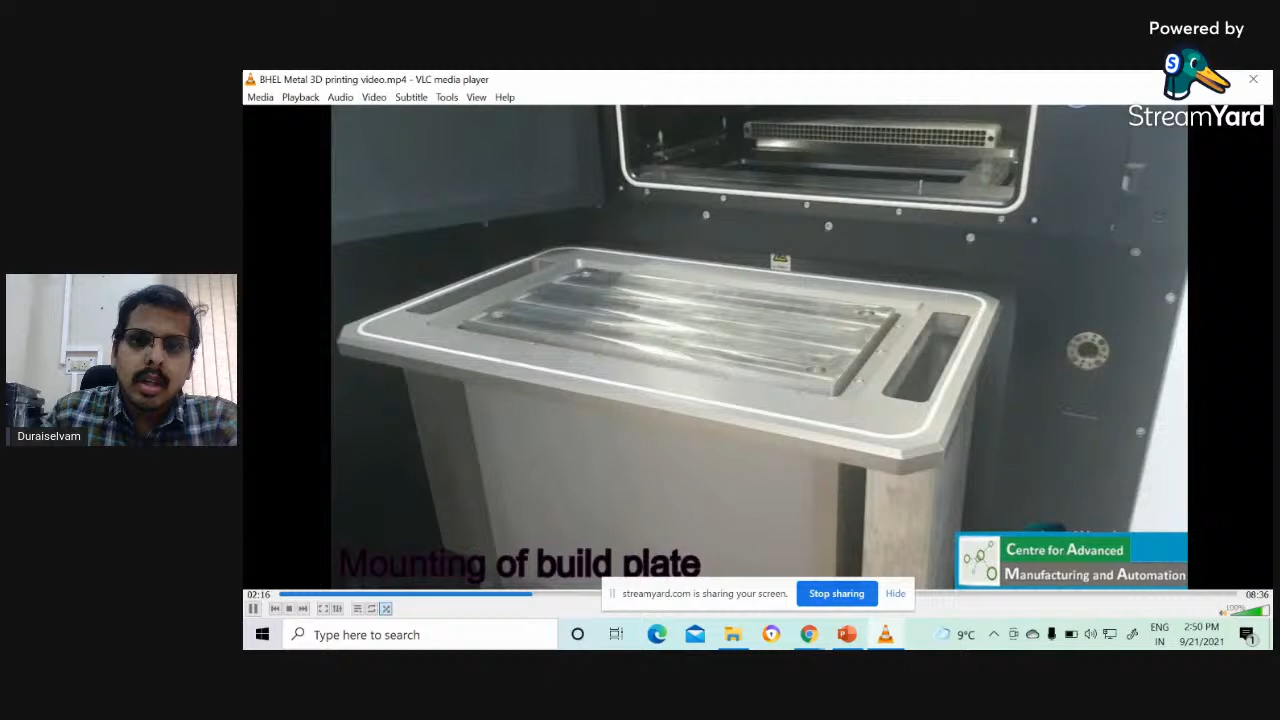 Powered by
StreamYard
BHEL Metal 3D printing video.mp4 - VLC media player
Media Playback Audio Video Subtitle Tools View Help
Mounting of build plate
Centre for Advanced
Manufacturing and Automation
Duraiselvam
02:16
08:36
streamyard.com is sharing your screen.
Stop sharing
Hide
100%
Type here to search
9°C
ENG
IN
2:50 PM
9/21/2021